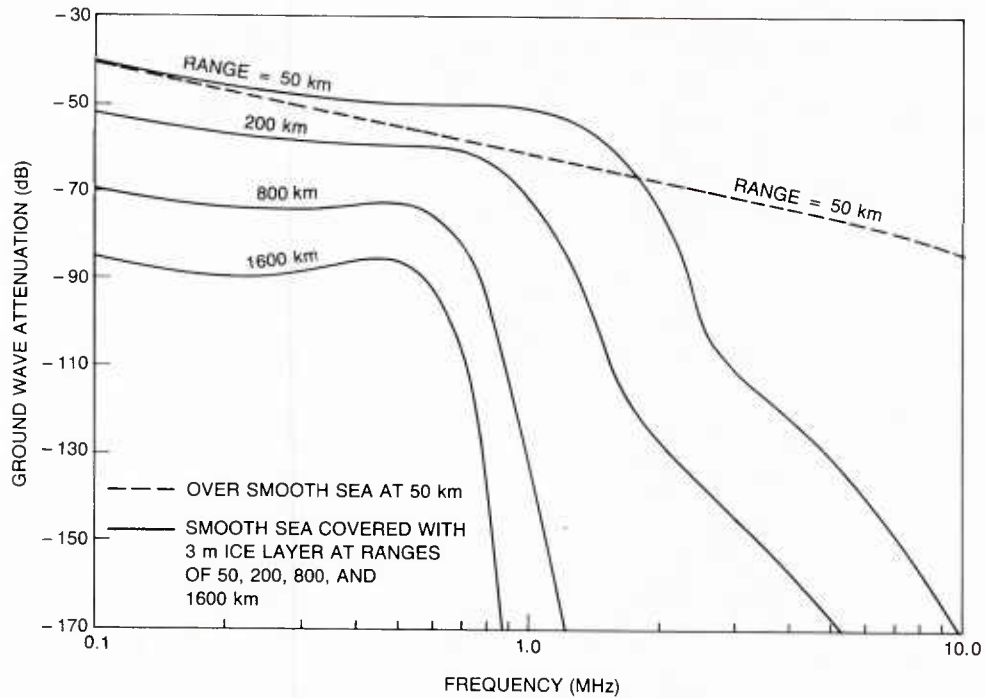 GROUND WAVE ATTENUATION (dB)
– 30
– 50
– 70
– 90
– 110
– 130
– 150
– 170
RANGE = 50 km
200 km
800 km
1600 km
RANGE = 50 km
OVER SMOOTH SEA AT 50 km
SMOOTH SEA COVERED WITH
3 m ICE LAYER AT RANGES
OF 50, 200, 800, AND
1600 km
0.1
1.0
10.0
FREQUENCY (MHz)